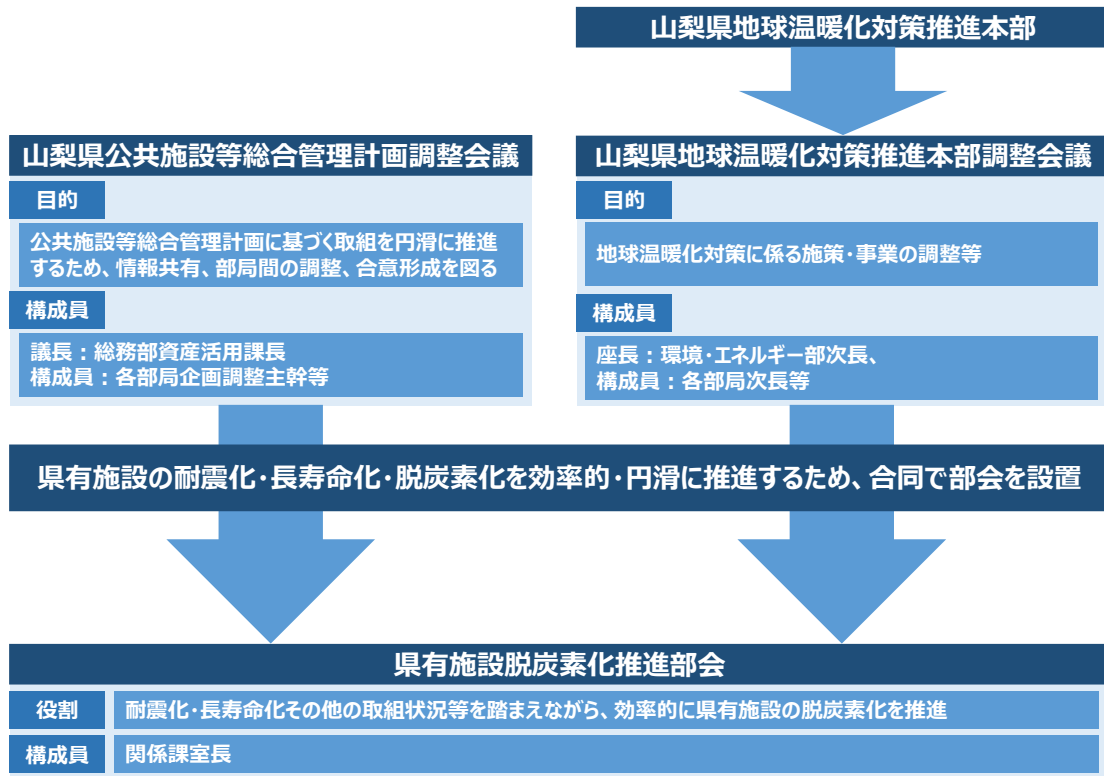 山梨県地球温暖化対策推進本部
山梨県公共施設等総合管理計画調整会議
目的
公共施設等総合管理計画に基づく取組を円滑に推進
するため、情報共有、部局間の調整、合意形成を図る
構成員
議長：総務部資産活用課長
構成員：各部局企画調整主幹等
山梨県地球温暖化対策推進本部調整会議
目的
地球温暖化対策に係る施策・事業の調整等
構成員
座長：環境・エネルギー部次長、
構成員：各部局次長等
県有施設の耐震化・長寿命化・脱炭素化を効率的・円滑に推進するため、合同で部会を設置
県有施設脱炭素化推進部会
役割
耐震化・長寿命化その他の取組状況等を踏まえながら、効率的に県有施設の脱炭素化を推進
構成員
関係課室長